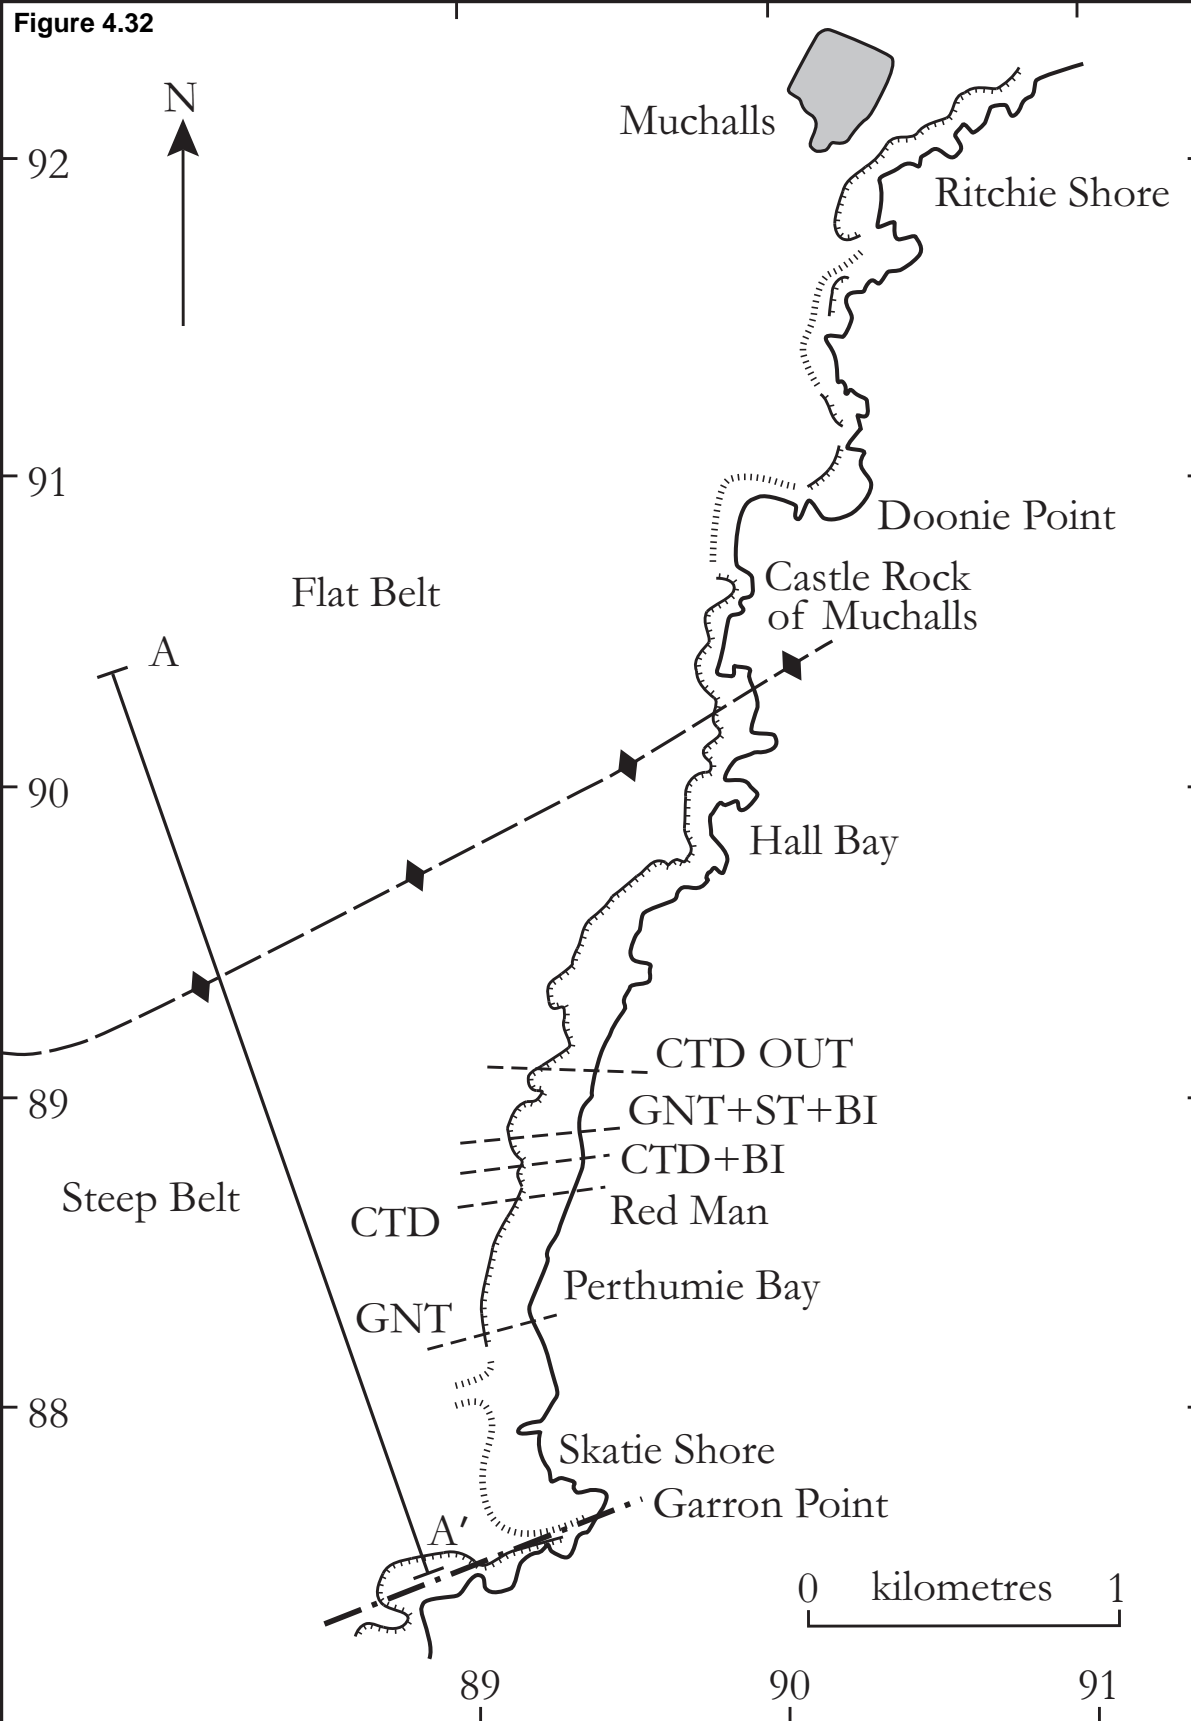 Figure 4.32
N
Muchalls
92
Ritchie Shore
91
Doonie Point
Castle Rock
of Muchalls
Flat Belt
A
90
Hall Bay
CTD OUT
89
GNT+ST+BI
CTD+BI
Steep Belt
Red Man
CTD
Perthumie Bay
GNT
88
Skatie Shore
Garron Point
A'
0 kilometres 1
89 90 91